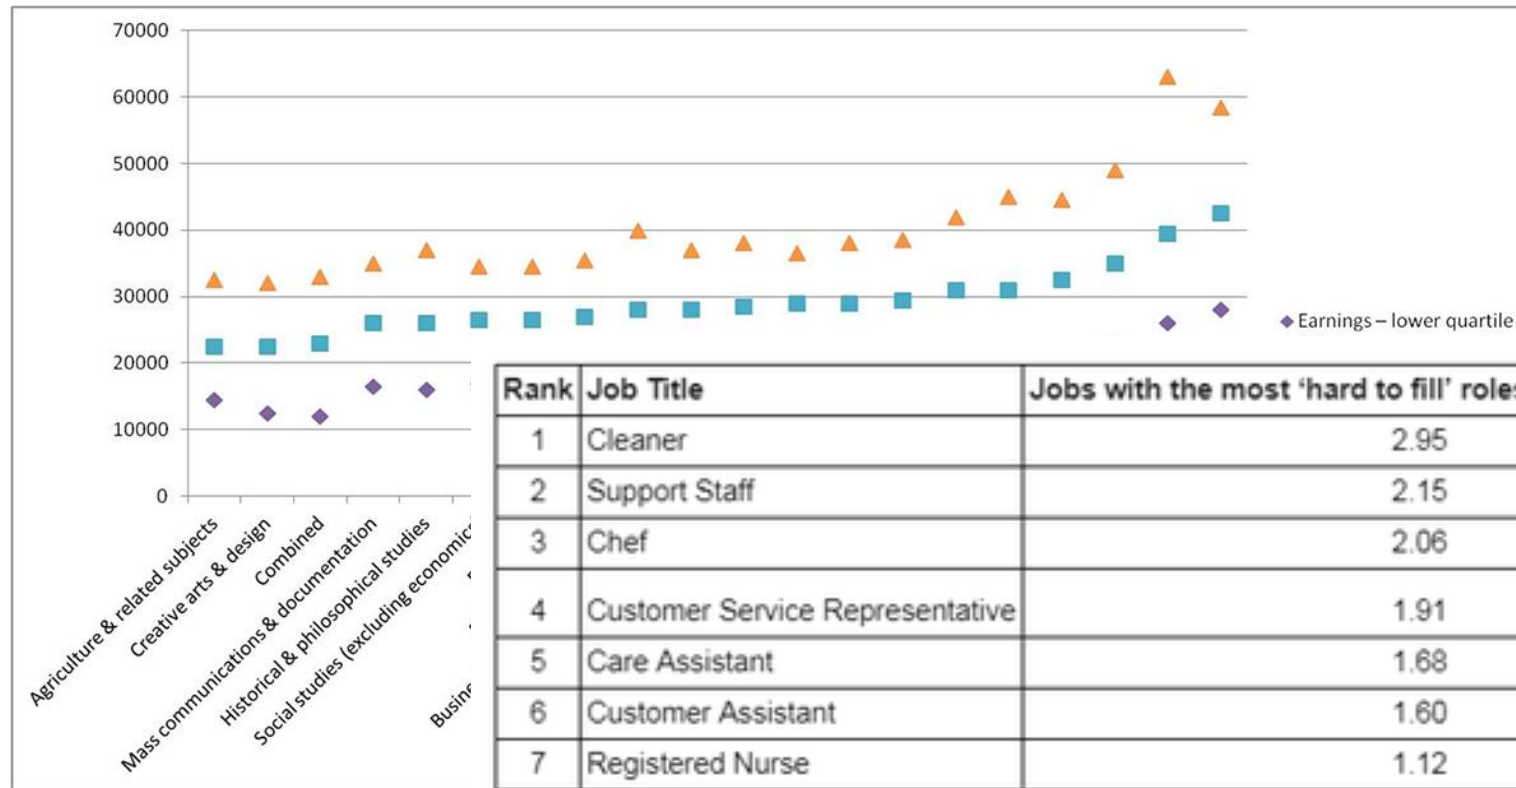 70000
60000
50000
40000
30000
20000
10000
0
Earnings – lower quartile
Agriculture & related subjects
Creative arts & design
Combined
Mass communications & documentation
Historical & philosophical studies
Social studies (excluding
Rank Job Title Jobs with the most ‘hard to fill’
1 Cleaner 2.95
2 Support Staff 2.15
3 Chef 2.06
4 Customer Service Representative 1.91
5 Care Assistant 1.68
6 Customer Assistant 1.60
7 Registered Nurse 1.12